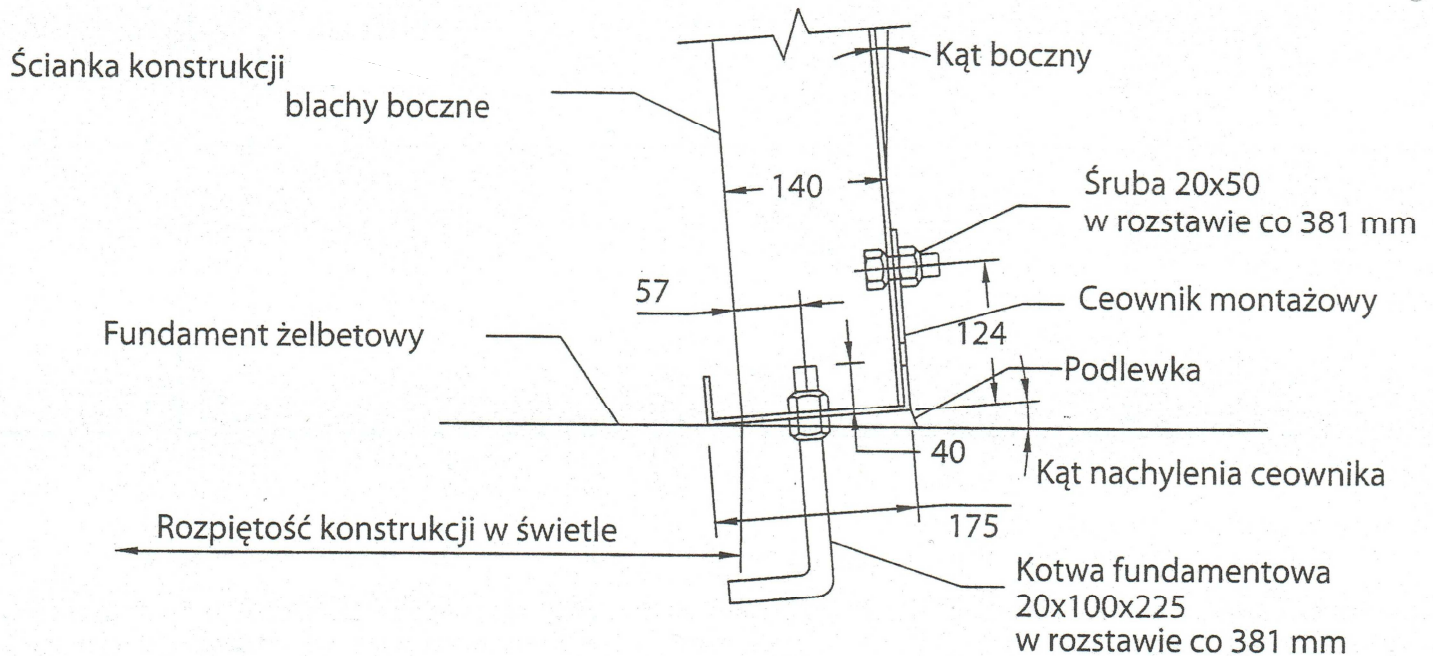 Ścianka konstrukcji
blachy boczne
Kąt boczny
140
Śruba 20x50
w rozstawie co 381 mm
57
Ceownik montażowy
Fundament żelbetowy
124
Podlewka
40
Kąt nachylenia ceownika
Rozpiętość konstrukcji w świetle
175
Kotwa fundamentowa
20x100x225
w rozstawie co 381 mm